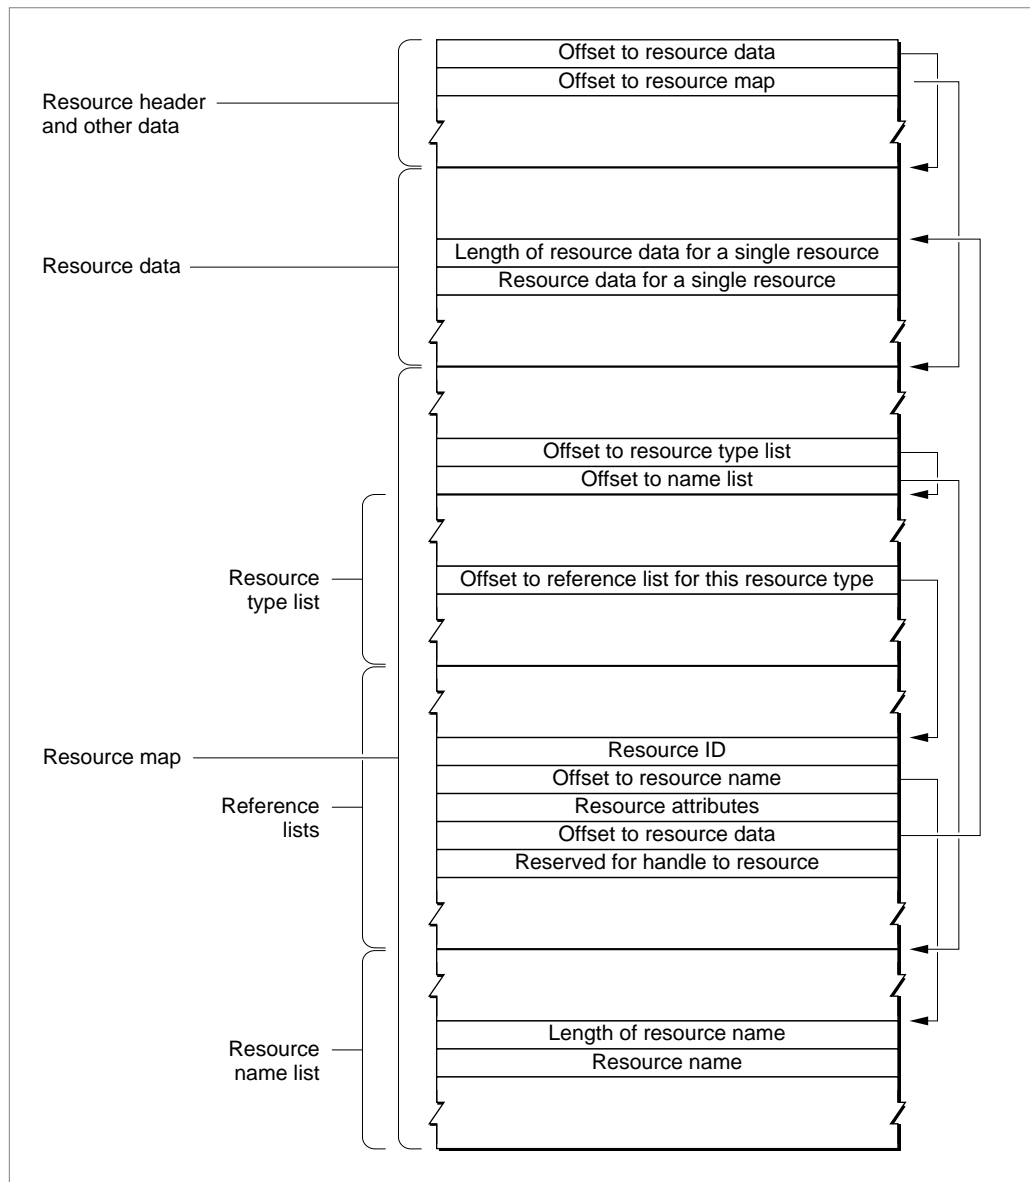 Offset to resource data
Offset to resource map
Resource header
and other data
Length of resource data for a single resource
Resource data
Resource data for a single resource
Offset to resource type list
Offset to name list
Resource
type list
Offset to reference list for this resource type
Resource ID
Resource map
Offset to resource name
Reference
lists
Resource attributes
Offset to resource data
Reserved for handle to resource
Length of resource name
Resource
name list
Resource name